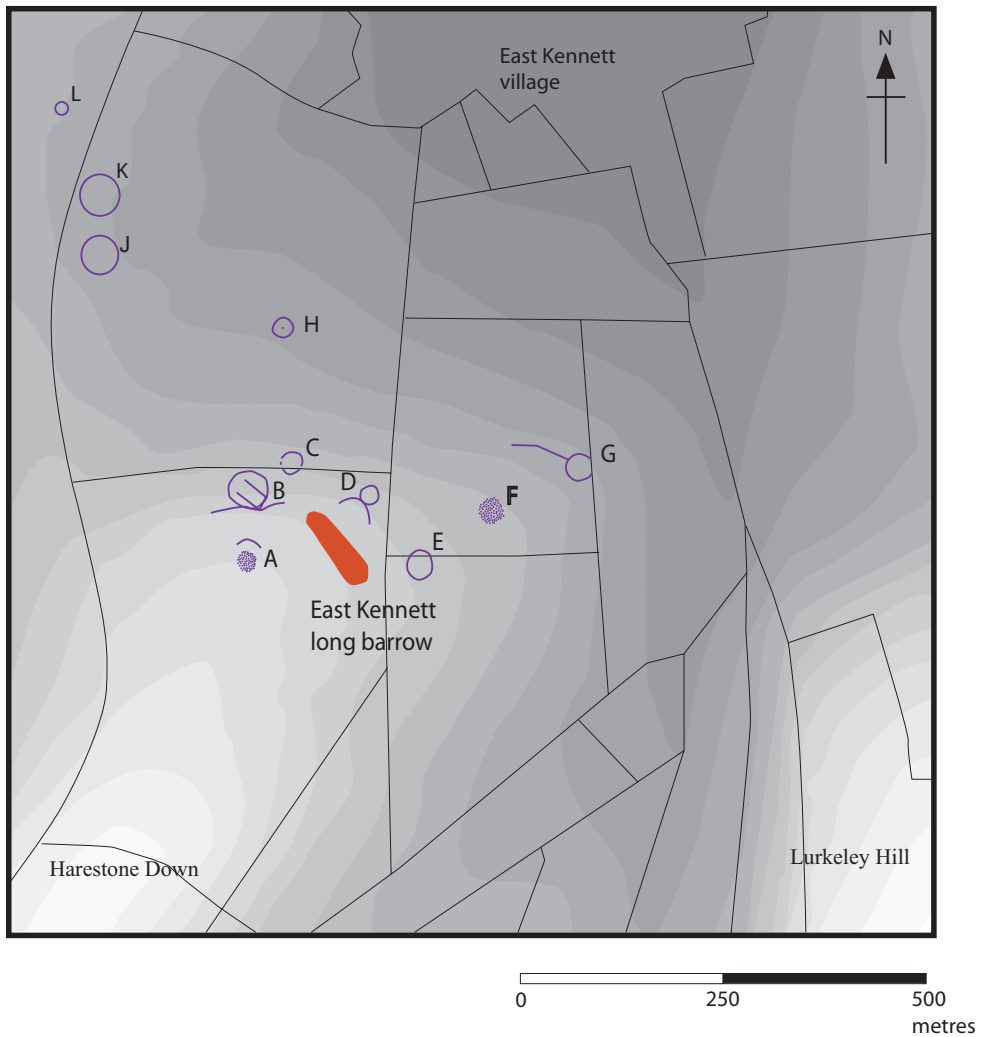 N
East Kennett
village
L
K
J
H
C
G
B
D
F
E
A
East Kennett
long barrow
Harestone Down
Lurkeley Hill
0
250
500
metres